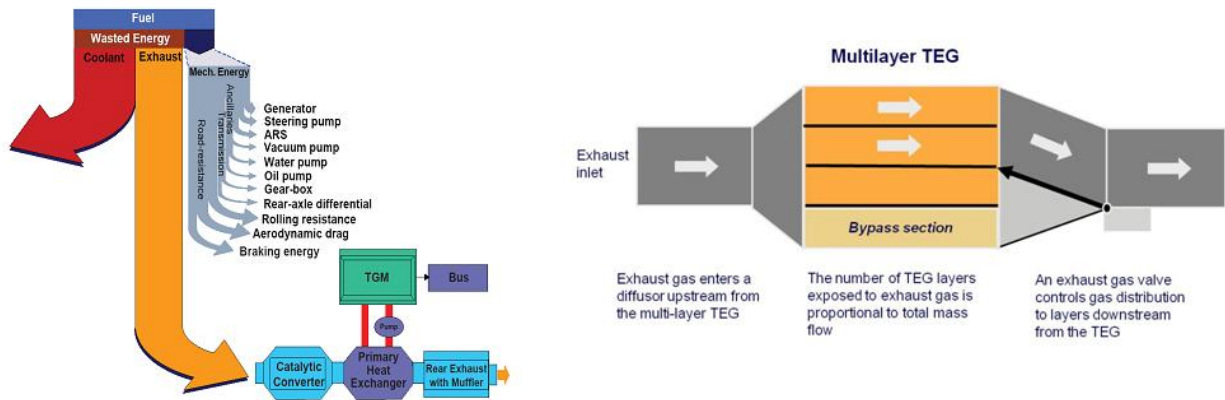 Fuel
Wasted Energy
Coolant
Exhaust
Mech. Energy
Ancillaries
Transmission
Road-resistance
Generator
Steering pump
ARS
Vacuum pump
Water pump
Oil pump
Gear-box
Rear-axle differential
Rolling resistance
Aerodynamic drag
Braking energy
TGM
Bus
Pump
Catalytic
Converter
Primary
Heat
Exchanger
Rear Exhaust
with Muffler
Multilayer TEG
Exhaust
inlet
Bypass section
Exhaust gas enters a
diffusor upstream from
the multi-layer TEG
The number of TEG layers
exposed to exhaust gas is
proportional to total mass
flow
An exhaust gas valve
controls gas distribution
to layers downstream
from the TEG